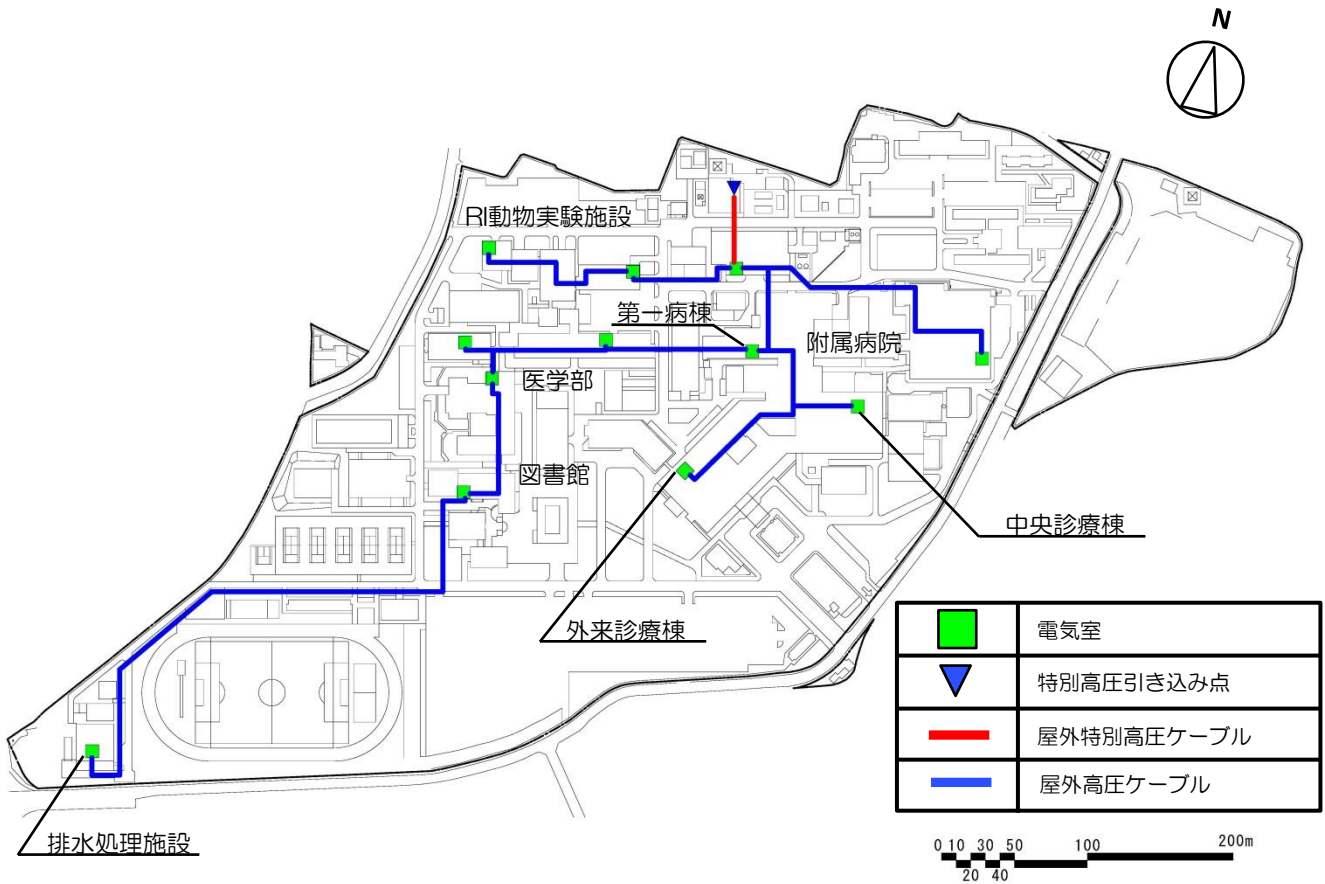 N
RI動物実験施設
第一病棟
附属病院
医学部
図書館
中央診療棟
外来診療棟
排水処理施設
電気室
特別高圧引き込み点
屋外特別高圧ケーブル
屋外高圧ケーブル
0 10 30 50 100 200m
20 40